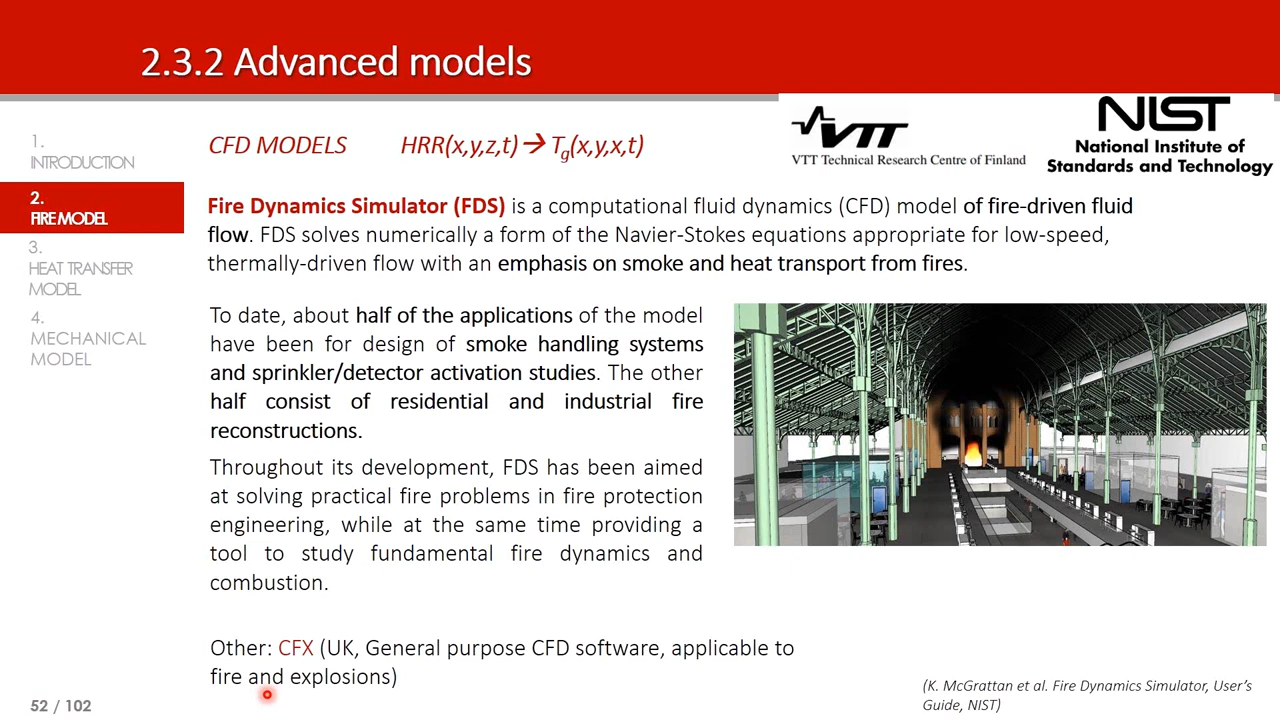 2.3.2 Advanced models
VTT
VTT Technical Research Centre of Finland
NIST
National Institute of
Standards and Technology
1.
INTRODUCTION
2.
FIRE MODEL
3.
HEAT TRANSFER
MODEL
4.
MECHANICAL
MODEL
CFD MODELS HRR(x,y,z,t)→ Tg(x,y,x,t)
Fire Dynamics Simulator (FDS) is a computational fluid dynamics (CFD) model of fire-driven fluid
flow. FDS solves numerically a form of the Navier-Stokes equations appropriate for low-speed,
thermally-driven flow with an emphasis on smoke and heat transport from fires.
To date, about half of the applications of the model
have been for design of smoke handling systems
and sprinkler/detector activation studies. The other
half consist of residential and industrial fire
reconstructions.
Throughout its development, FDS has been aimed
at solving practical fire problems in fire protection
engineering, while at the same time providing a
tool to study fundamental fire dynamics and
combustion.
Other: CFX (UK, General purpose CFD software, applicable to
fire and explosions)
(K. McGrattan et al. Fire Dynamics Simulator, User's
Guide, NIST)
52 / 102